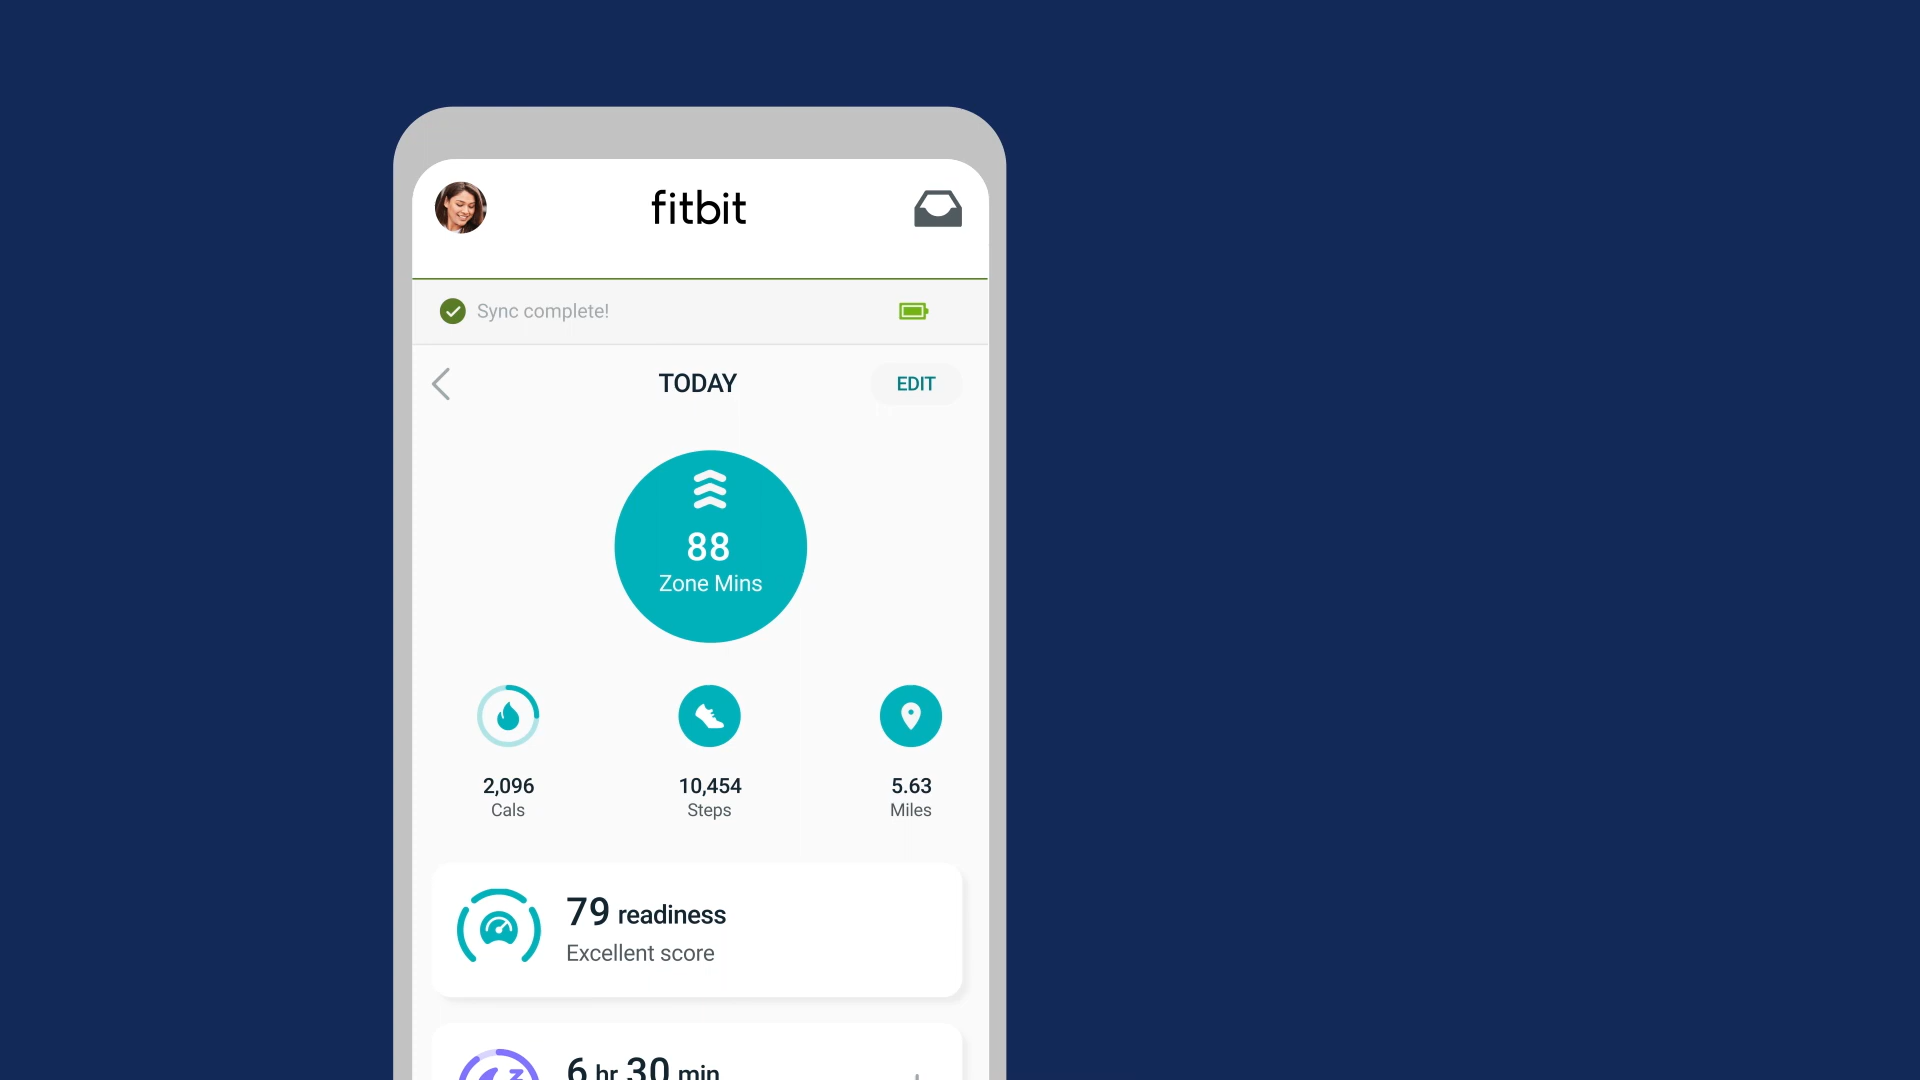 fitbit
Sync complete!
TODAY
EDIT
88
Zone Mins
2,096
Cals
10,454
Steps
5.63
Miles
79 readiness
Excellent score
6 hr 30 min